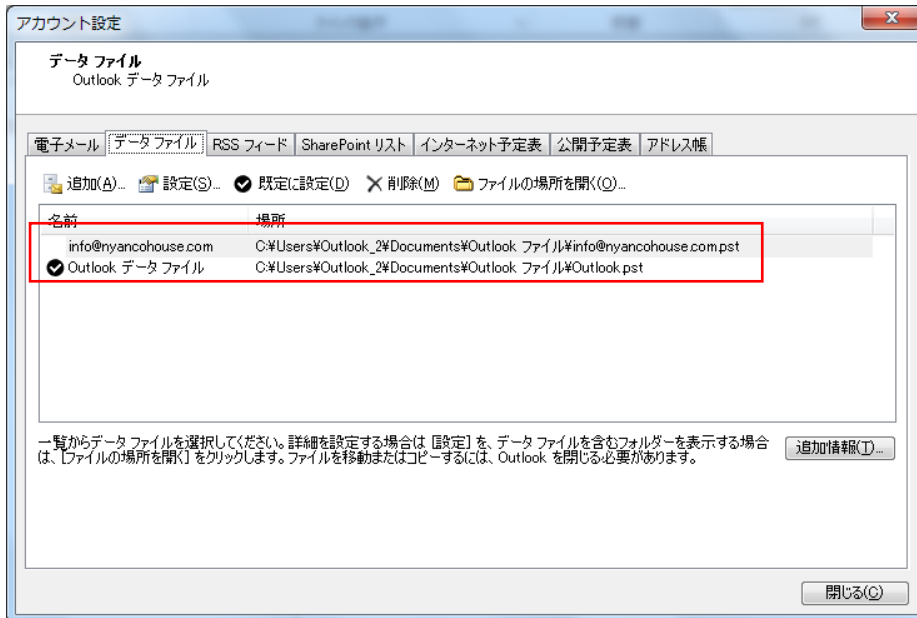 アカウント設定
データ ファイル
Outlook データ ファイル
電子メール データ ファイル RSS フィード SharePoint リスト インターネット予定表 公開予定表 アドレス帳
追加(A)... 設定(S)... 既定に設定(D) 削除(M) ファイルの場所を開く(O)...
名前 場所
info@nyancohouse.com C:¥Users¥Outlook_2¥Documents¥Outlook ファイル¥info@nyancohouse.com.pst
Outlook データ ファイル C:¥Users¥Outlook_2¥Documents¥Outlook ファイル¥Outlook.pst
一覧からデータ ファイルを選択してください。詳細を設定する場合は [設定] を、データ ファイルを含むフォルダーを表示する場合
は、[ファイルの場所を開く] をクリックします。ファイルを移動またはコピーするには、Outlook を閉じる必要があります。
追加情報(T)...
閉じる(C)